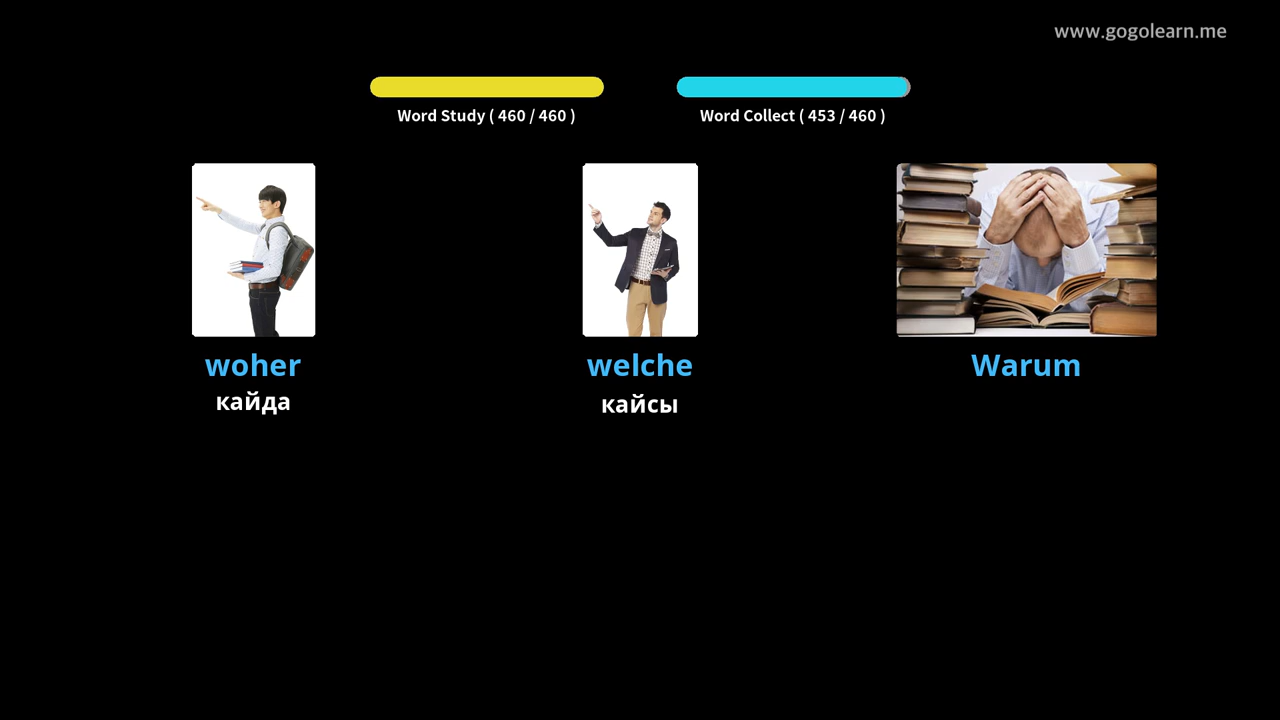 www.gogolearn.me
Word Study ( 460 / 460 )
Word Collect ( 453 / 460 )
woher
кайда
welche
кайсы
Warum